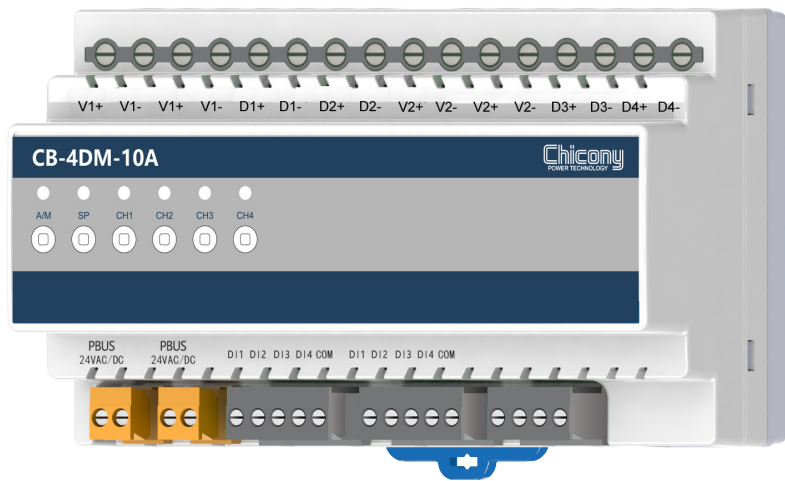 V1+ V1- V1+ V1- D1+ D1- D2+ D2- V2+ V2- V2+ V2- D3+ D3- D4+ D4-
CB-4DM-10A
Chicony
POWER TECHNOLOGY
A/M SP CH1 CH2 CH3 CH4
PBUS PBUS
24VAC/DC 24VAC/DC
DI1 DI2 DI3 DI4 COM DI1 DI2 DI3 DI4 COM